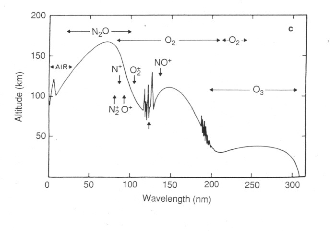 c
200
150
100
50
Altitude (km)
N₂O
O₂
O₂
AIR
N⁺
O₂⁺
NO⁺
N₂⁺ O⁺
O₃
0 50 100 150 200 250 300
Wavelength (nm)